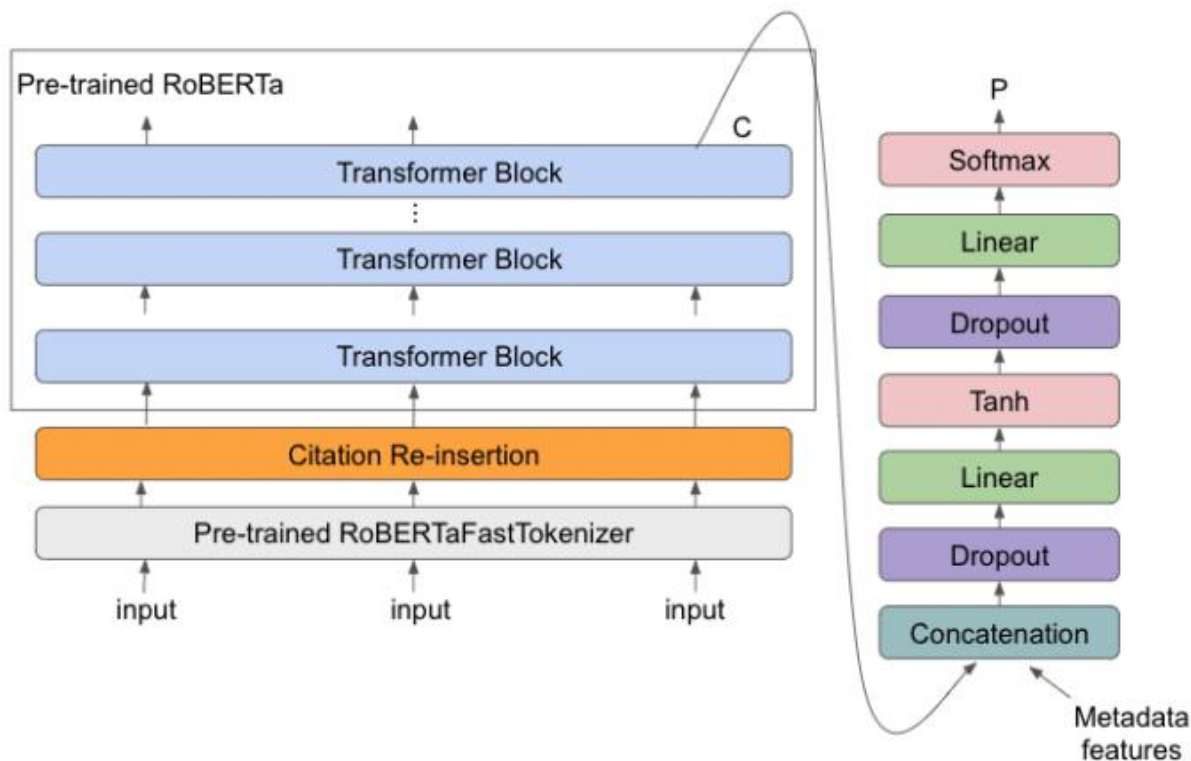 Pre-trained RoBERTa
C
Transformer Block
⋮
Transformer Block
Transformer Block
Citation Re-insertion
Pre-trained RoBERTaFastTokenizer
input
input
input
P
Softmax
Linear
Dropout
Tanh
Linear
Dropout
Concatenation
Metadata
features